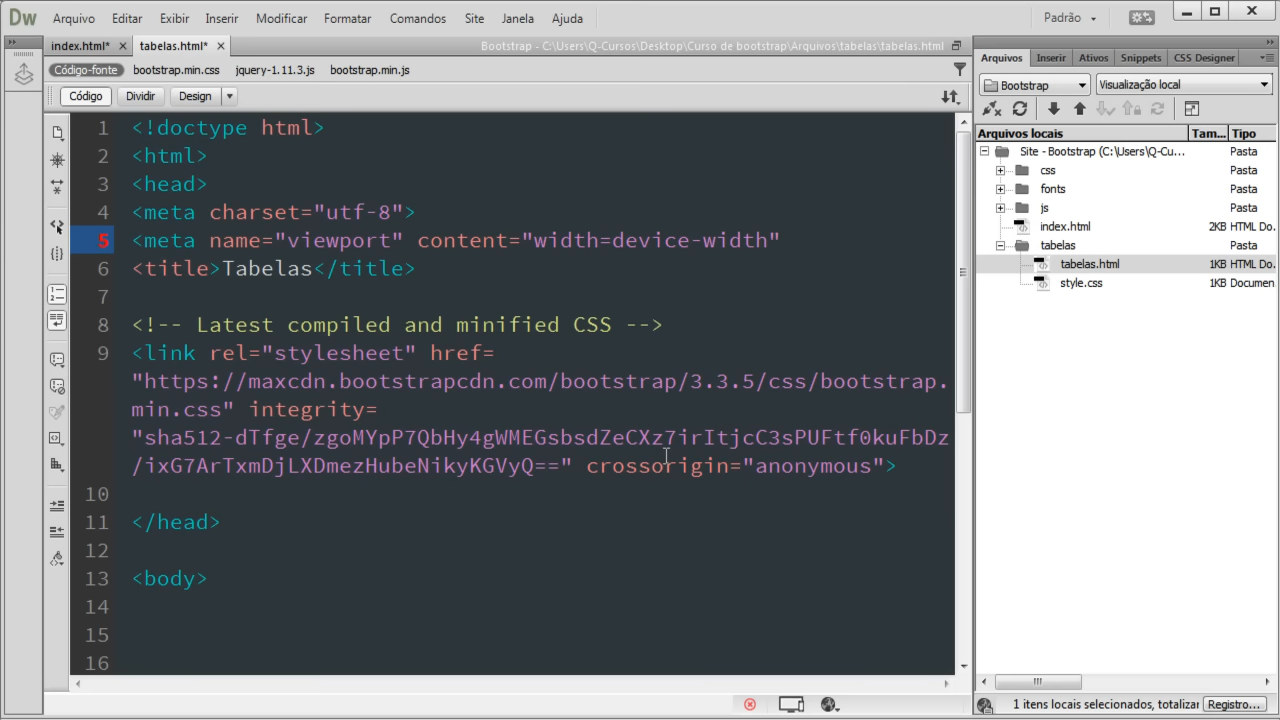 Dw Arquivo Editar Exibir Inserir Modificar Formatar Comandos Site Janela Ajuda Padrão
index.html* tabelas.html* Bootstrap - C:\Users\Q-Cursos\Desktop\Curso de bootstrap\Arquivos\tabelas\tabelas.html
Código-fonte bootstrap.min.css jquery-1.11.3.js bootstrap.min.js
Código Dividir Design
1 <!doctype html>
2 <html>
3 <head>
4 <meta charset="utf-8">
5 <meta name="viewport" content="width=device-width"
6 <title>Tabelas</title>
7
8 <!-- Latest compiled and minified CSS -->
9 <link rel="stylesheet" href=
"https://maxcdn.bootstrapcdn.com/bootstrap/3.3.5/css/bootstrap.
min.css" integrity=
"sha512-dTfge/zgoMYpP7QbHy4gWMEGsbsdZeCXz7irItjcC3sPUFtf0kuFbDz
/ixG7ArTxmDjLXDmezHubeNikyKGVyQ==" crossorigin="anonymous">
10
11 </head>
12
13 <body>
14
15
16
Arquivos Inserir Ativos Snippets CSS Designer
Bootstrap Visualização local
Arquivos locais Tam... Tipo
Site - Bootstrap (C:\Users\Q-Cu... Pasta
css Pasta
fonts Pasta
js Pasta
index.html 2KB HTML Do..
tabelas Pasta
tabelas.html 1KB HTML Do..
style.css 1KB Documen
1 itens locais selecionados, totalizar Registro...